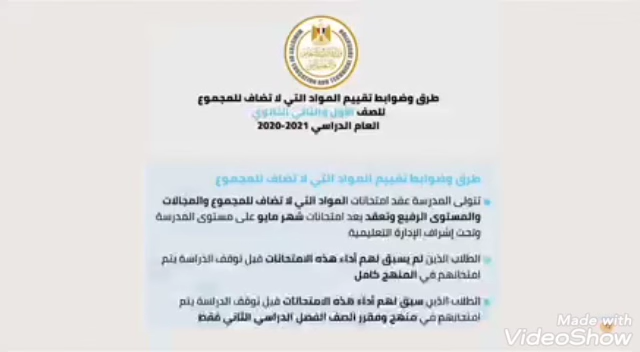 طرق وضوابط تقييم المواد التي لا تضاف للمجموع
للصف الأول والثاني الثانوي
العام الدراسي 2021-2020
طرق وضوابط تقييم المواد التي لا تضاف للمجموع
تتولى المدرسة عقد امتحانات المواد التي لا تضاف للمجموع والمجالات
والمستوى الرفيع وتعقد بعد امتحانات شهر مايو على مستوى المدرسة
وتحت إشراف الإدارة التعليمية
الطلاب الذين لم يسبق لهم أداء هذه الامتحانات قبل توقف الدراسة يتم
امتحانهم في المنهج كامل
الطلاب الذين سبق لهم أداء هذه الامتحانات قبل توقف الدراسة يتم
امتحانهم في منهج ومقرر الصف الفصل الدراسي الثاني فقط
Made with
VideoShow